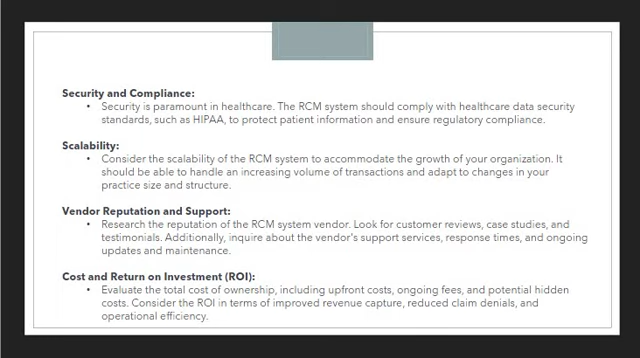 Security and Compliance:
• Security is paramount in healthcare. The RCM system should comply with healthcare data security
standards, such as HIPAA, to protect patient information and ensure regulatory compliance.
Scalability:
• Consider the scalability of the RCM system to accommodate the growth of your organization. It
should be able to handle an increasing volume of transactions and adapt to changes in your
practice size and structure.
Vendor Reputation and Support:
• Research the reputation of the RCM system vendor. Look for customer reviews, case studies, and
testimonials. Additionally, inquire about the vendor's support services, response times, and ongoing
updates and maintenance.
Cost and Return on Investment (ROI):
• Evaluate the total cost of ownership, including upfront costs, ongoing fees, and potential hidden
costs. Consider the ROI in terms of improved revenue capture, reduced claim denials, and
operational efficiency.